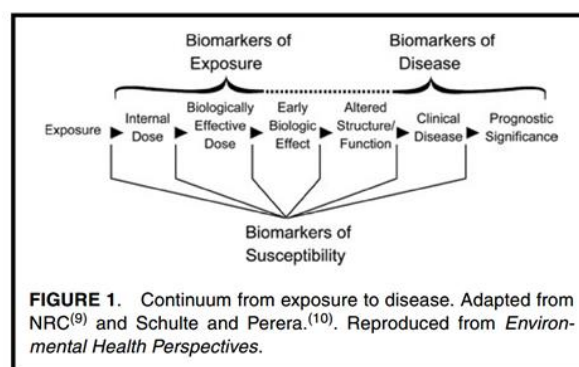 Biomarkers of
Exposure
Biomarkers of
Disease
Exposure
Internal
Dose
Biologically
Effective
Dose
Early
Biologic
Effect
Altered
Structure/
Function
Clinical
Disease
Prognostic
Significance
Biomarkers of
Susceptibility
FIGURE 1. Continuum from exposure to disease. Adapted from
NRC(9) and Schulte and Perera.(10). Reproduced from Environ-
mental Health Perspectives.